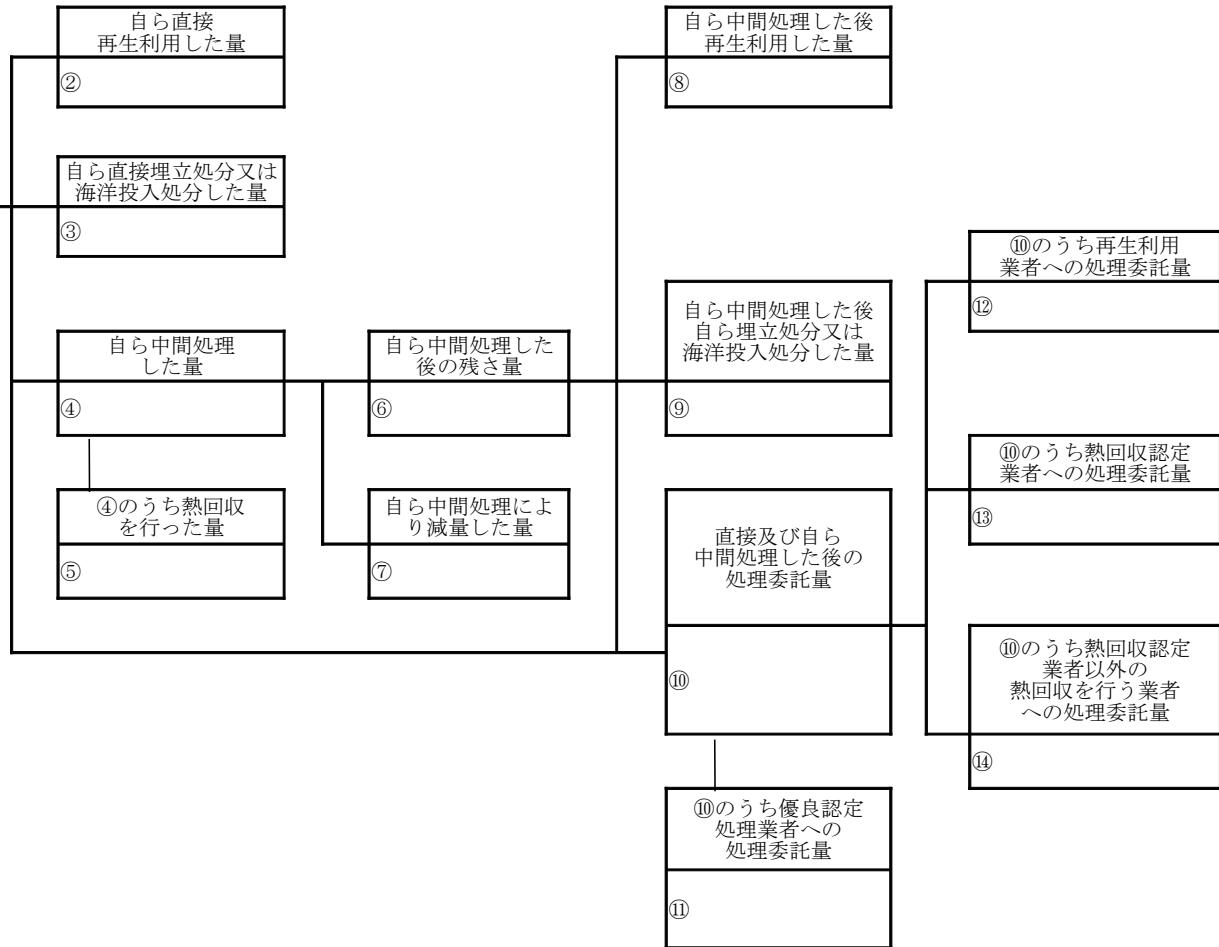 自ら直接
再生利用した量
②
自ら中間処理した後
再生利用した量
⑧
自ら直接埋立処分又は
海洋投入処分した量
③
⑩のうち再生利用
業者への処理委託量
⑫
自ら中間処理した後
自ら埋立処分又は
海洋投入処分した量
⑨
自ら中間処理
した量
④
自ら中間処理した
後の残さ量
⑥
⑩のうち熱回収認定
業者への処理委託量
⑬
④のうち熱回収
を行った量
⑤
自ら中間処理によ
り減量した量
⑦
直接及び自ら
中間処理した後の
処理委託量
⑩
⑩のうち熱回収認定
業者以外の
熱回収を行う業者
への処理委託量
⑭
⑩のうち優良認定
処理業者への
処理委託量
⑪